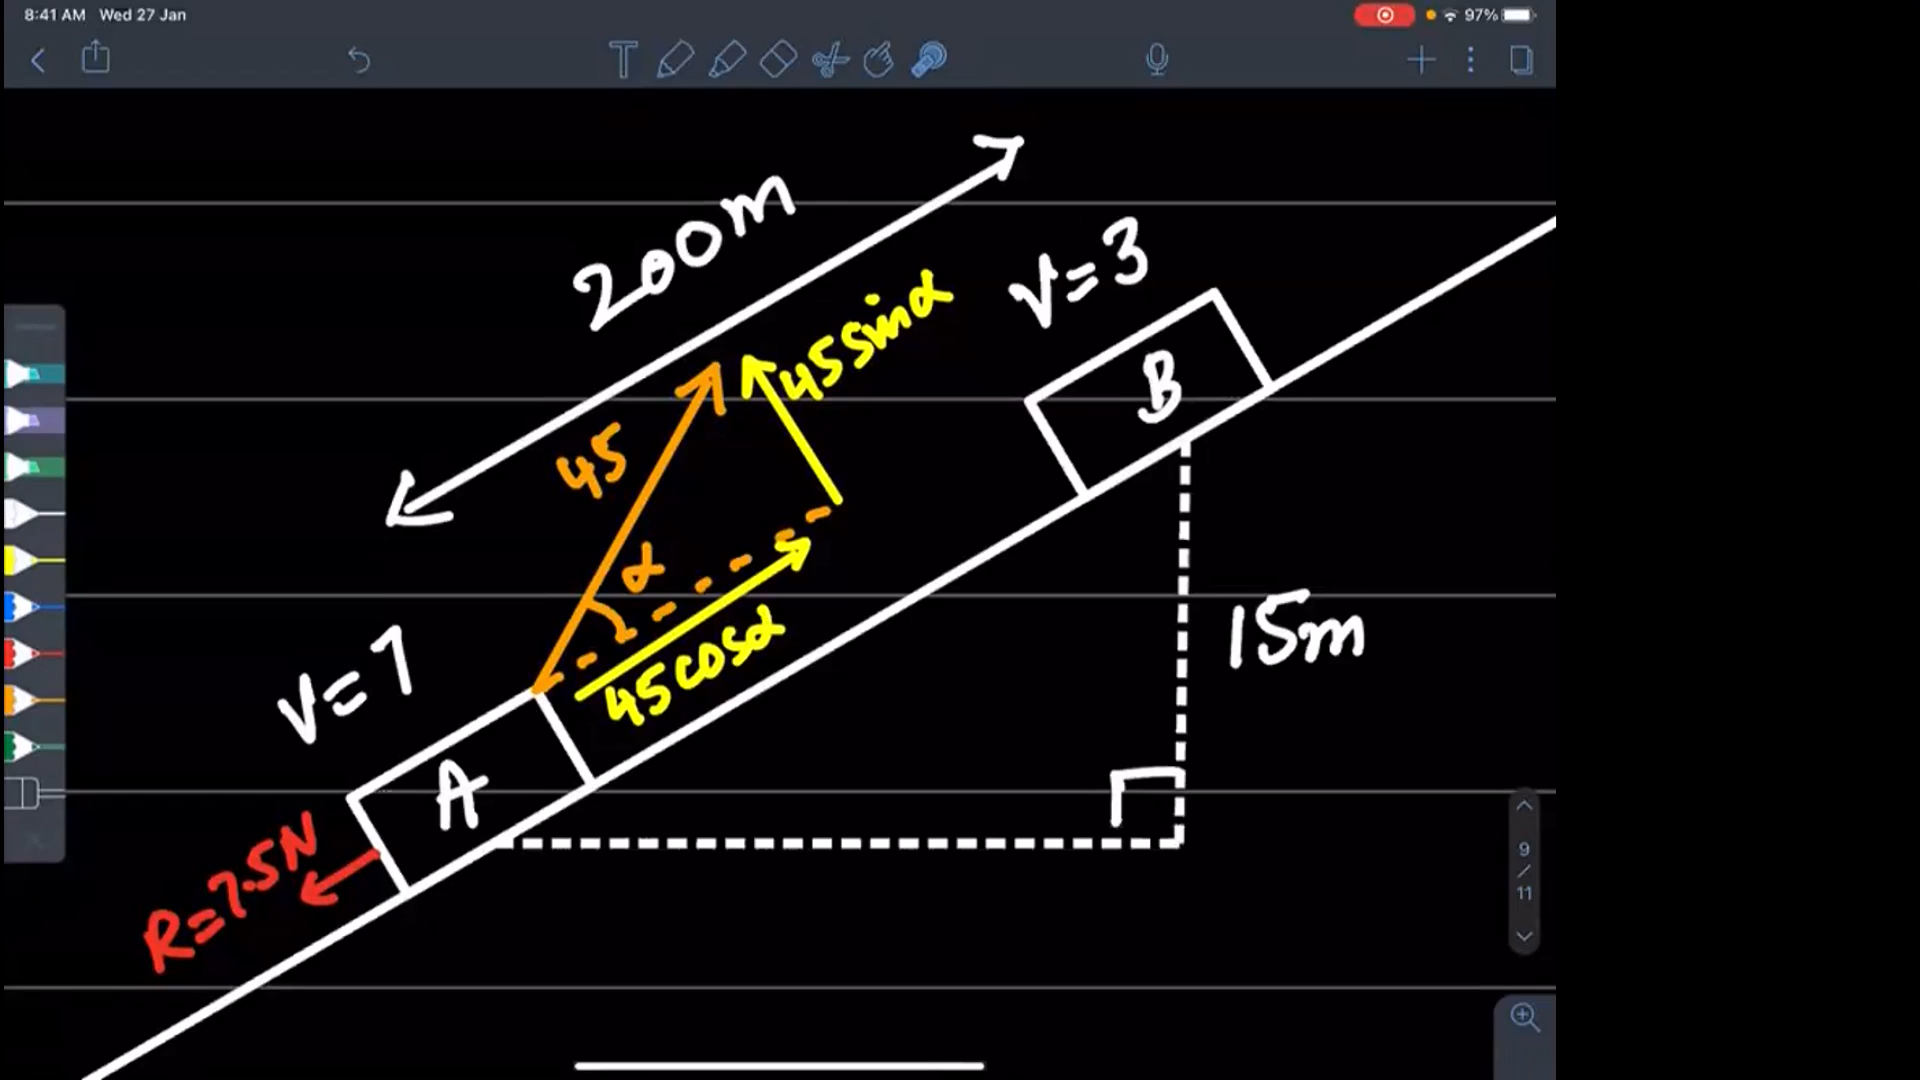 8:41 AM Wed 27 Jan
97%
T
200m
V=3
45sinα
45
B
α
15m
45cosα
V=7
A
R=7.5N
9
/
11